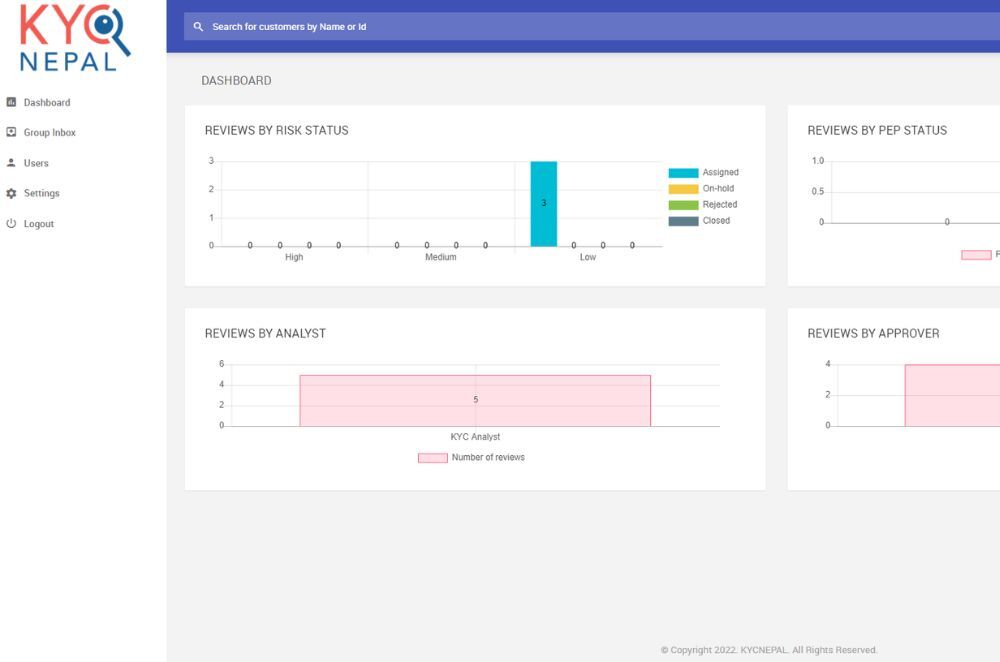 KYC
NEPAL
Search for customers by Name or Id
Dashboard
Group Inbox
Users
Settings
Logout
DASHBOARD
REVIEWS BY RISK STATUS
3
2
1
0
3
0 0 0 0 0 0 0 0 0 0 0
High Medium Low
Assigned
On-hold
Rejected
Closed
REVIEWS BY PEP STATUS
1.0
0.5
0
0
REVIEWS BY ANALYST
6
4
2
0
5
KYC Analyst
Number of reviews
REVIEWS BY APPROVER
4
2
0
© Copyright 2022. KYCNEPAL. All Rights Reserved.